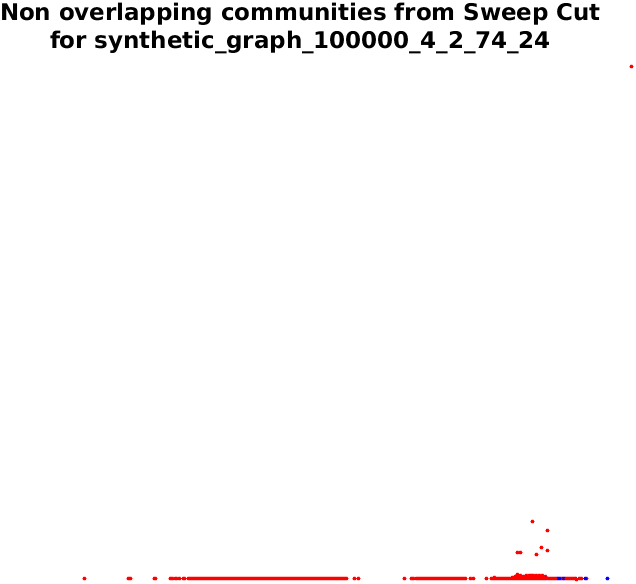 Non overlapping communities from Sweep Cut
for synthetic_graph_100000_4_2_74_24